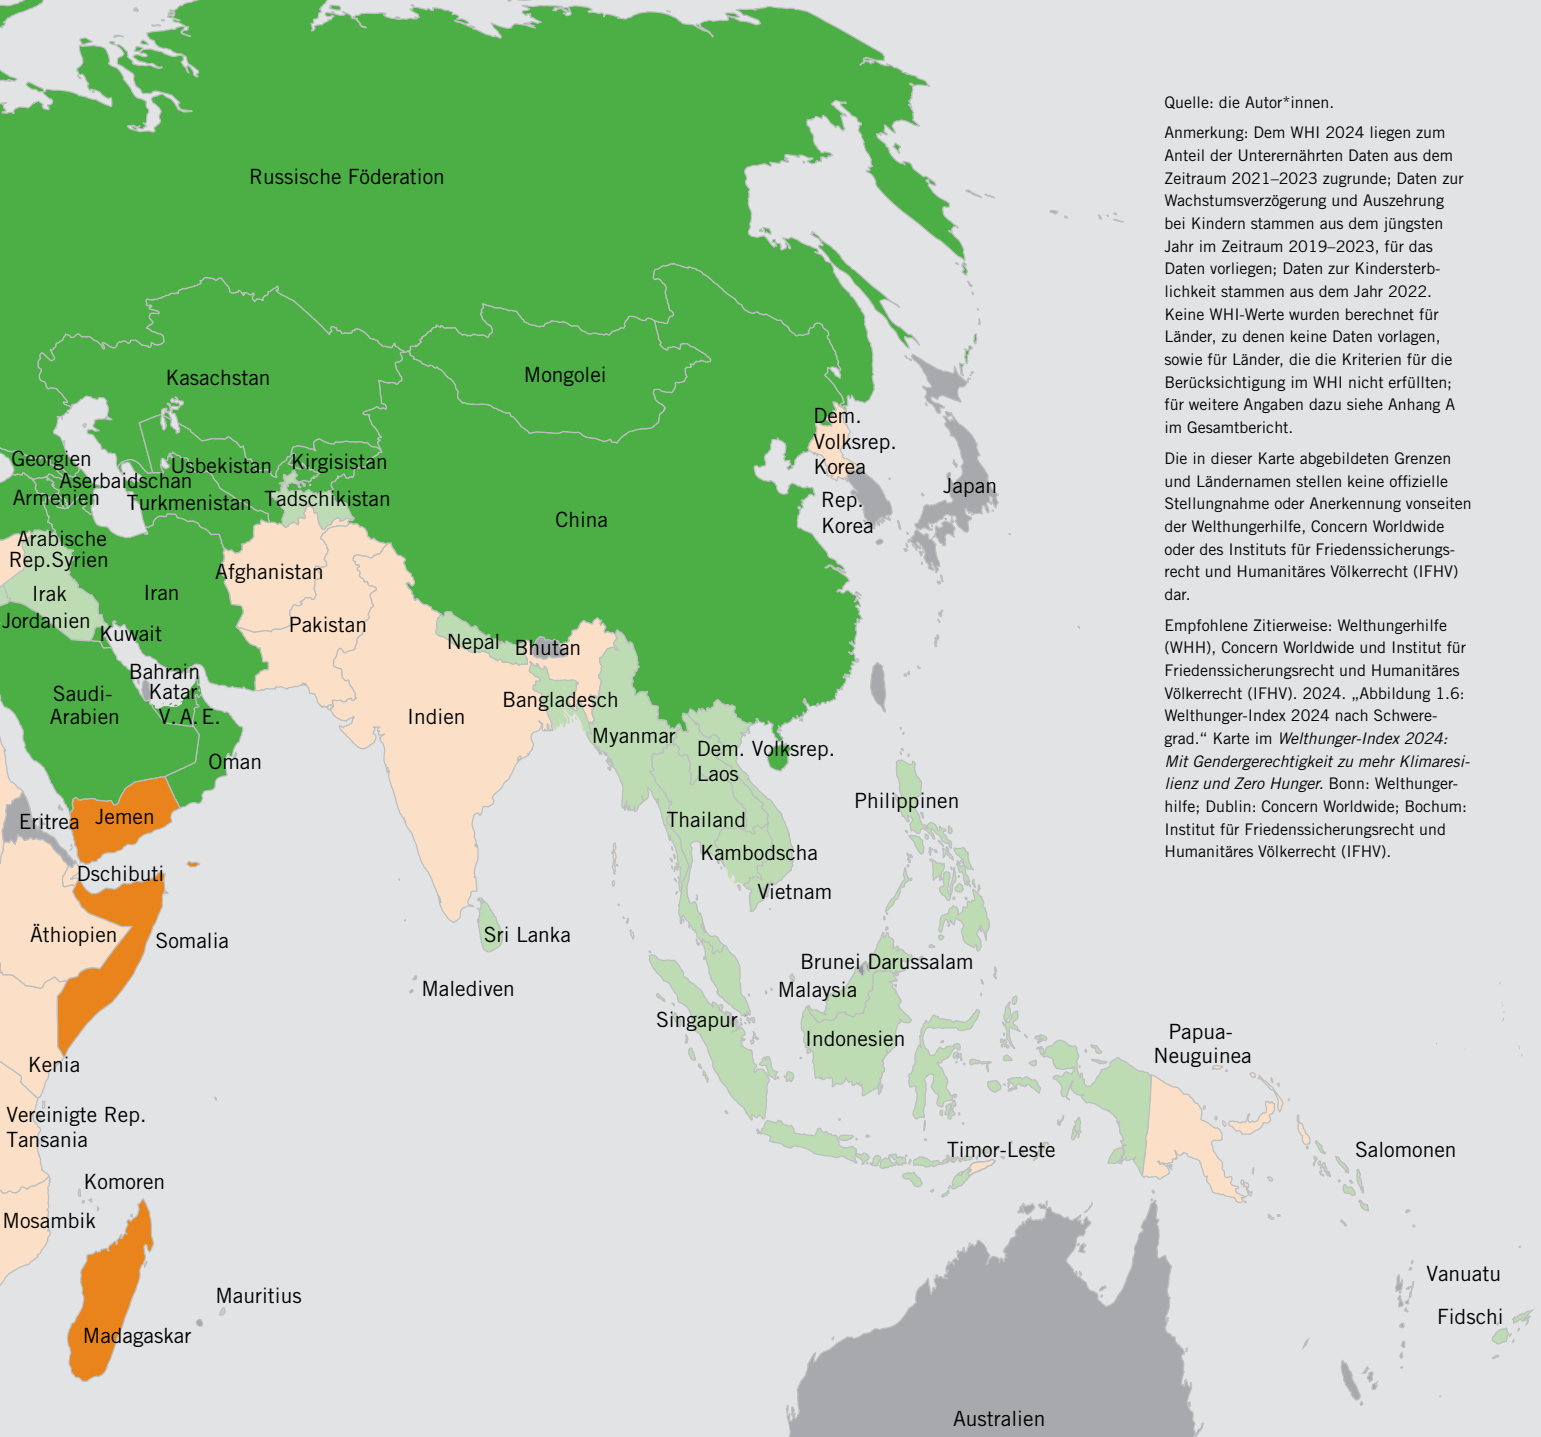 Russische Föderation
Kasachstan
Mongolei
Georgien
Aserbaidschan
Armenien
Usbekistan
Kirgisistan
Turkmenistan
Tadschikistan
China
Dem.
Volksrep.
Korea
Rep.
Korea
Japan
Arabische
Rep.Syrien
Irak
Jordanien
Iran
Kuwait
Afghanistan
Pakistan
Nepal
Bhutan
Bahrain
Katar
Saudi-
Arabien
V. A. E.
Oman
Indien
Bangladesch
Myanmar
Dem. Volksrep.
Laos
Thailand
Kambodscha
Vietnam
Philippinen
Eritrea
Jemen
Dschibuti
Äthiopien
Somalia
Sri Lanka
Malediven
Brunei Darussalam
Malaysia
Singapur
Indonesien
Papua-
Neuguinea
Kenia
Vereinigte Rep.
Tansania
Timor-Leste
Salomonen
Komoren
Mosambik
Mauritius
Madagaskar
Vanuatu
Fidschi
Australien
Quelle: die Autor*innen.
Anmerkung: Dem WHI 2024 liegen zum
Anteil der Unterernährten Daten aus dem
Zeitraum 2021–2023 zugrunde; Daten zur
Wachstumsverzögerung und Auszehrung
bei Kindern stammen aus dem jüngsten
Jahr im Zeitraum 2019–2023, für das
Daten vorliegen; Daten zur Kindersterb-
lichkeit stammen aus dem Jahr 2022.
Keine WHI-Werte wurden berechnet für
Länder, zu denen keine Daten vorlagen,
sowie für Länder, die die Kriterien für die
Berücksichtigung im WHI nicht erfüllten;
für weitere Angaben dazu siehe Anhang A
im Gesamtbericht.
Die in dieser Karte abgebildeten Grenzen
und Ländernamen stellen keine offizielle
Stellungnahme oder Anerkennung vonseiten
der Welthungerhilfe, Concern Worldwide
oder des Instituts für Friedenssicherungs-
recht und Humanitäres Völkerrecht (IFHV)
dar.
Empfohlene Zitierweise: Welthungerhilfe
(WHH), Concern Worldwide und Institut für
Friedenssicherungsrecht und Humanitäres
Völkerrecht (IFHV). 2024. „Abbildung 1.6:
Welthunger-Index 2024 nach Schwere-
grad.“ Karte im Welthunger-Index 2024:
Mit Gendergerechtigkeit zu mehr Klimaresi-
lienz und Zero Hunger. Bonn: Welthunger-
hilfe; Dublin: Concern Worldwide; Bochum:
Institut für Friedenssicherungsrecht und
Humanitäres Völkerrecht (IFHV).